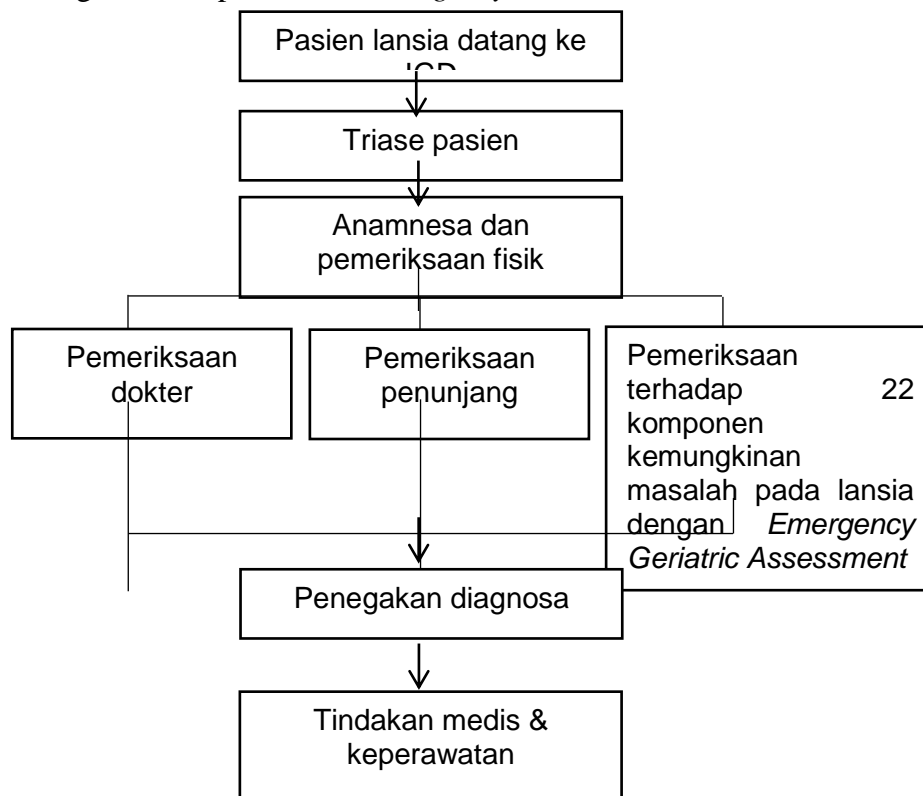 Pasien lansia datang ke
IGD
Triase pasien
Anamnesa dan
pemeriksaan fisik
Pemeriksaan
dokter
Pemeriksaan
penunjang
Pemeriksaan
terhadap 22
komponen
kemungkinan
masalah pada lansia
dengan Emergency
Geriatric Assessment
Penegakan diagnosa
Tindakan medis &
keperawatan